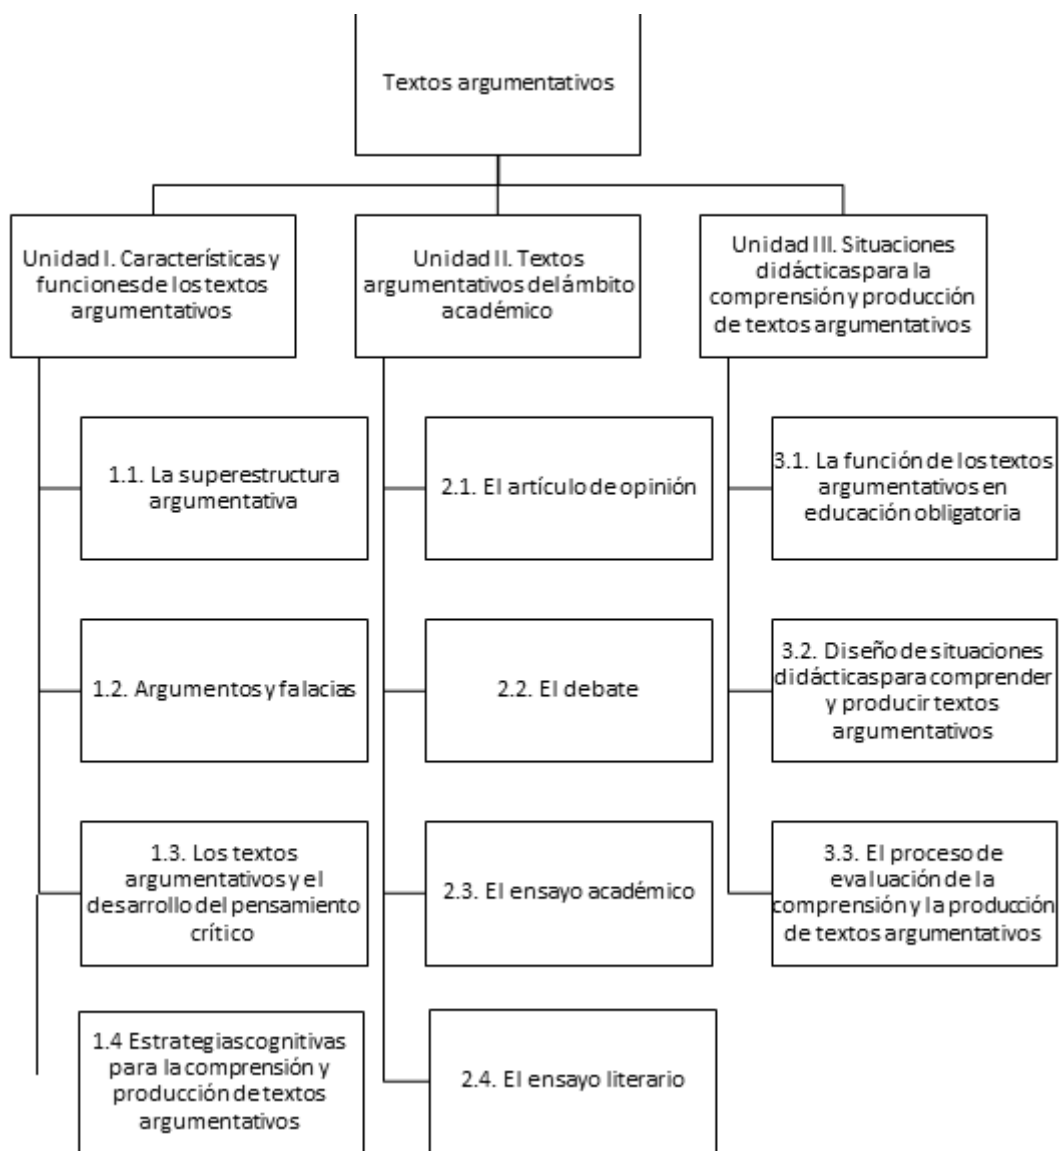 Textos argumentativos
Unidad I. Características y
funciones de los textos
argumentativos
Unidad II. Textos
argumentativos del ámbito
académico
Unidad III. Situaciones
didácticas para la
comprensión y producción
de textos argumentativos
1.1. La superestructura
argumentativa
2.1. El artículo de opinión
3.1. La función de los textos
argumentativos en
educación obligatoria
1.2. Argumentos y falacias
2.2. El debate
3.2. Diseño de situaciones
didácticas para comprender
y producir textos
argumentativos
1.3. Los textos
argumentativos y el
desarrollo del pensamiento
crítico
2.3. El ensayo académico
3.3. El proceso de
evaluación de la
comprensión y la producción
de textos argumentativos
1.4 Estrategias cognitivas
para la comprensión y
producción de textos
argumentativos
2.4. El ensayo literario